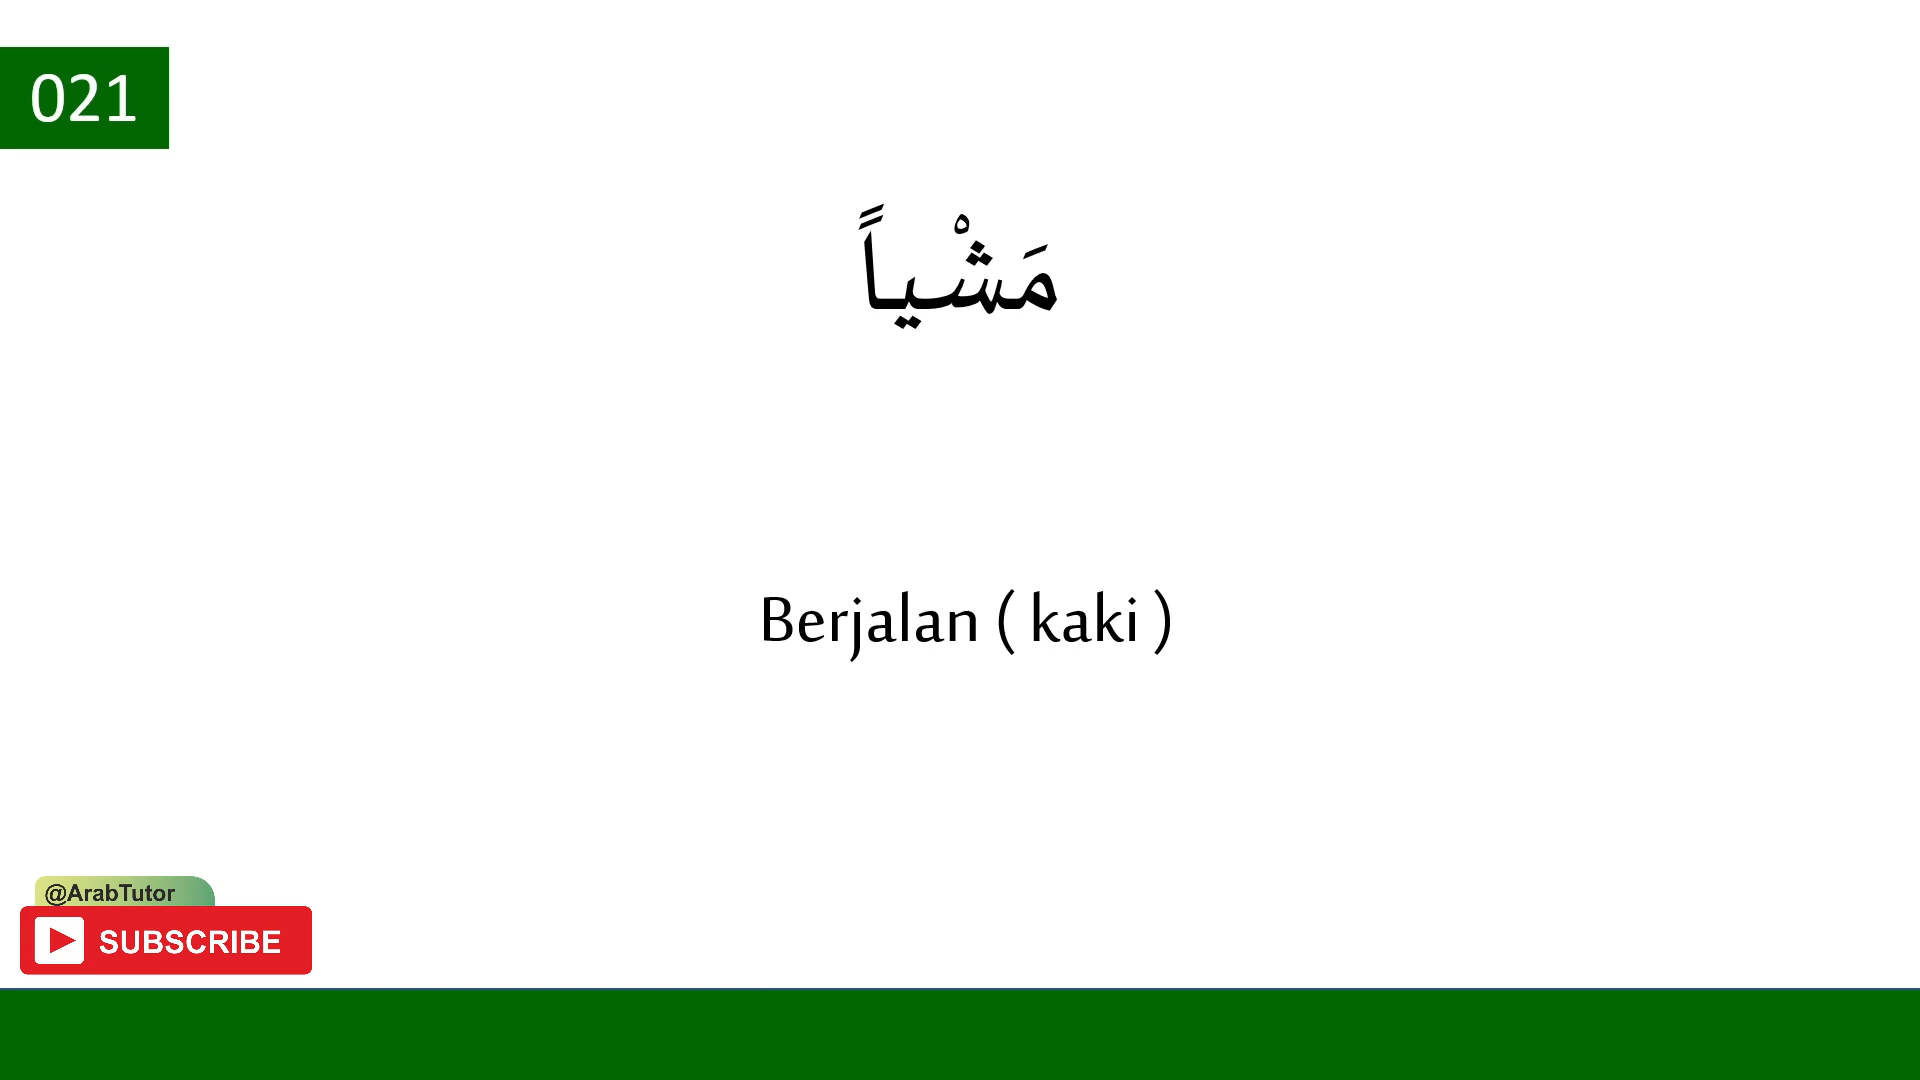 021
مَشْياً
Berjalan ( kaki )
@ArabTutor
SUBSCRIBE